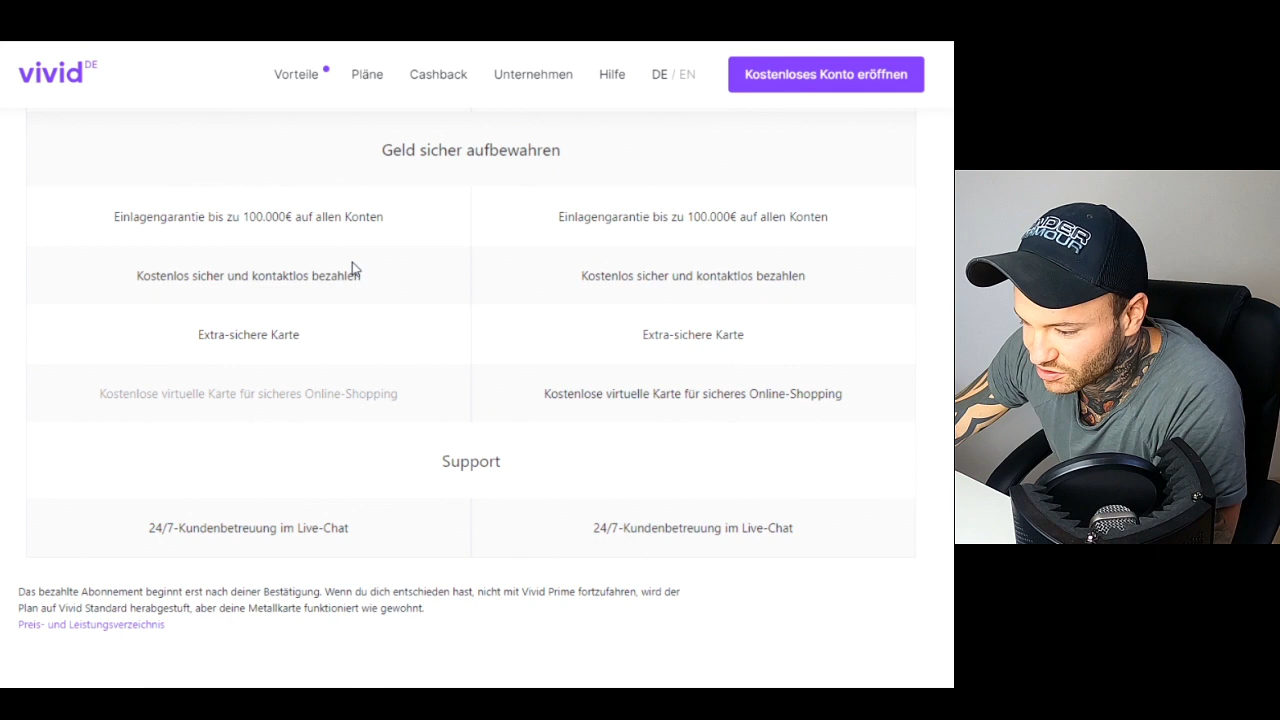 vivid DE
Vorteile Pläne Cashback Unternehmen Hilfe DE / EN Kostenloses Konto eröffnen
Geld sicher aufbewahren
Einlagengarantie bis zu 100.000€ auf allen Konten Einlagengarantie bis zu 100.000€ auf allen Konten
Kostenlos sicher und kontaktlos bezahlen Kostenlos sicher und kontaktlos bezahlen
Extra-sichere Karte Extra-sichere Karte
Kostenlose virtuelle Karte für sicheres Online-Shopping Kostenlose virtuelle Karte für sicheres Online-Shopping
Support
24/7-Kundenbetreuung im Live-Chat 24/7-Kundenbetreuung im Live-Chat
Das bezahlte Abonnement beginnt erst nach deiner Bestätigung. Wenn du dich entschieden hast, nicht mit Vivid Prime fortzufahren, wird der
Plan auf Vivid Standard herabgestuft, aber deine Metallkarte funktioniert wie gewohnt.
Preis- und Leistungsverzeichnis
UNDER
ARMOUR